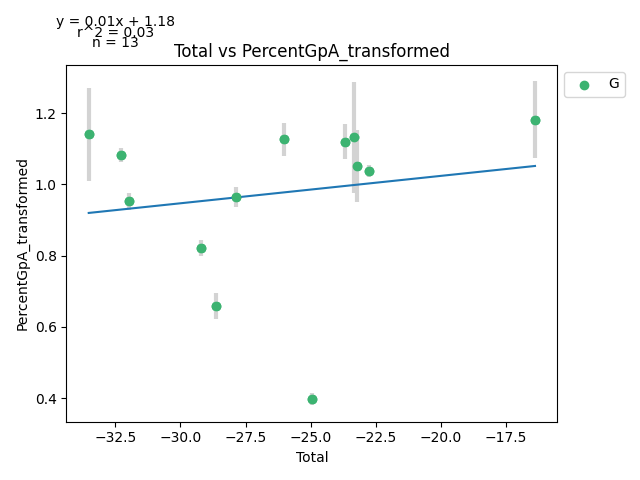 y = 0.01x + 1.18
r^2 = 0.03
n = 13
Total vs PercentGpA_transformed
G
PercentGpA_transformed
1.2
1.0
0.8
0.6
0.4
−32.5 −30.0 −27.5 −25.0 −22.5 −20.0 −17.5
Total